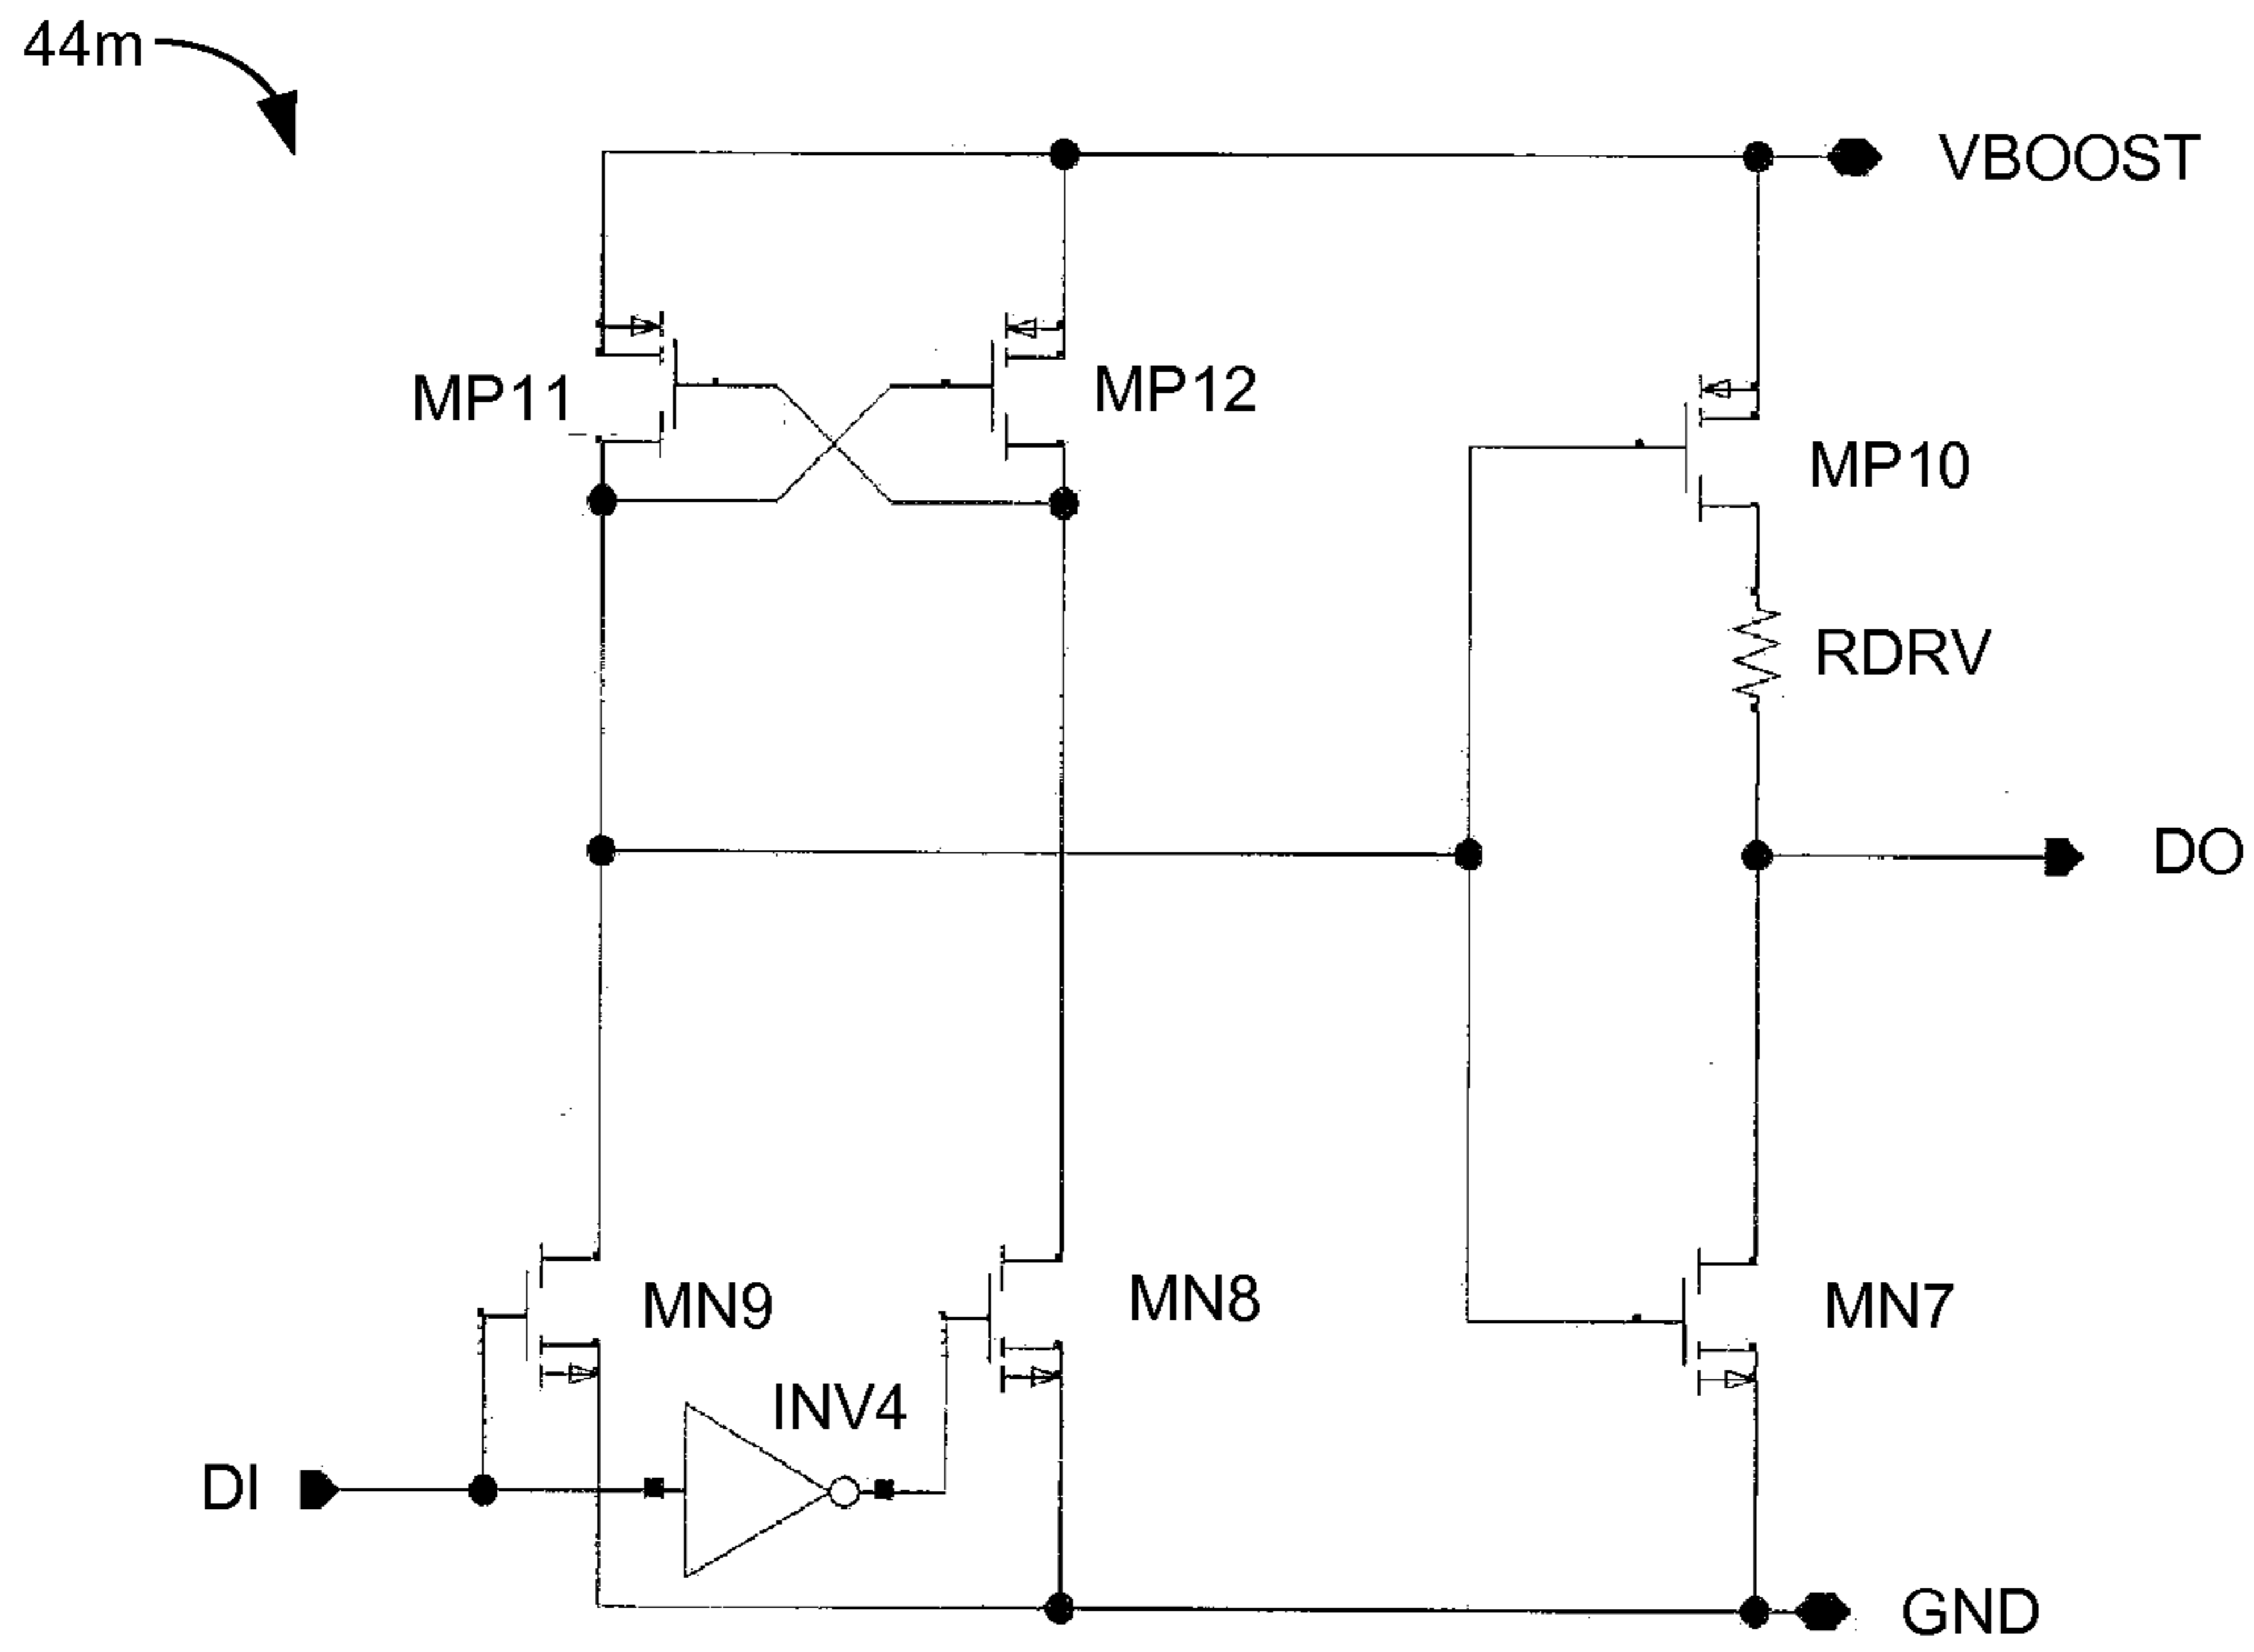 44m
VBOOST
MP11
MP12
MP10
RDRV
DO
MN9
MN8
MN7
INV4
DI
GND